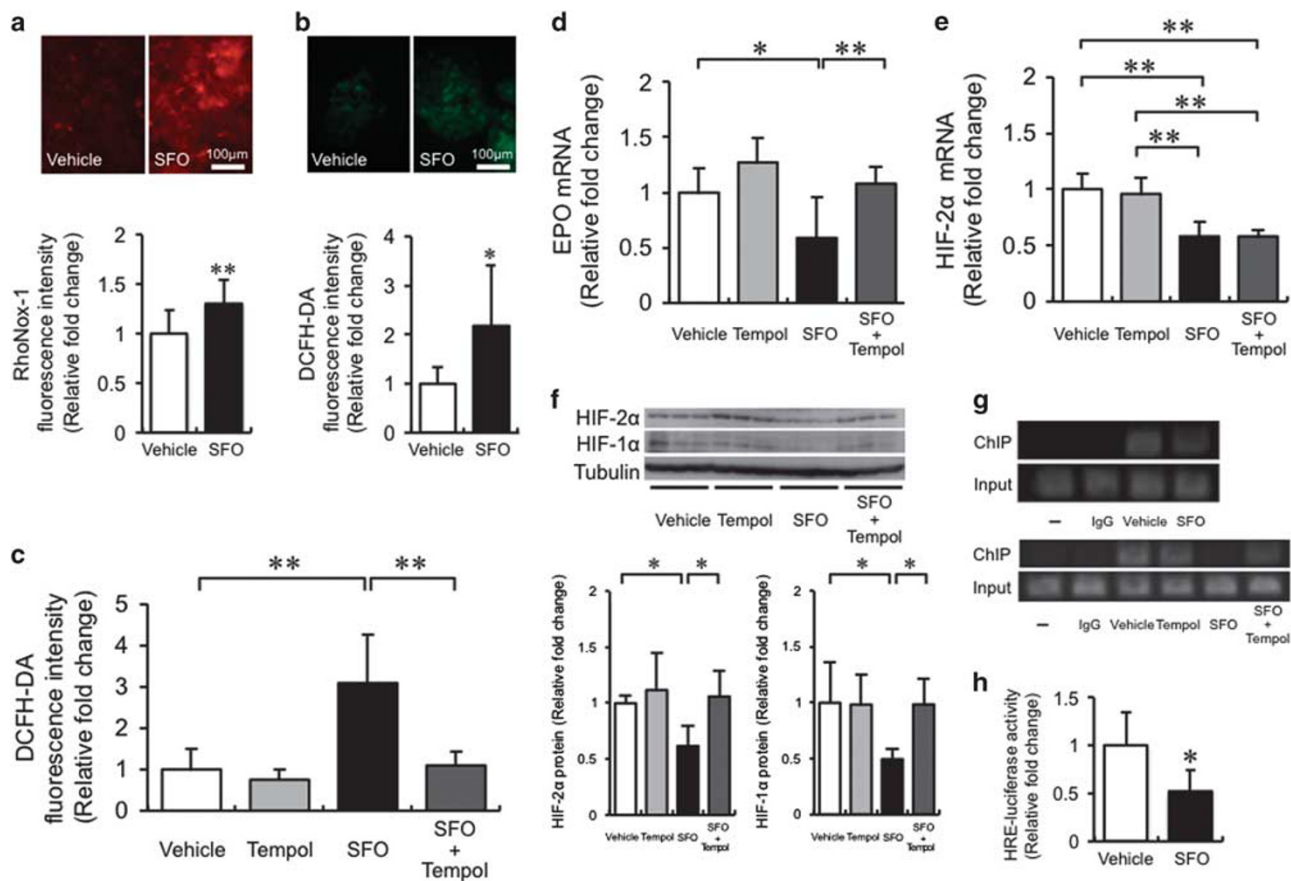 a
Vehicle
SFO
100µm
RhoNox-1
fluorescence intensity
(Relative fold change)
2
1.5
1
0.5
0
**
Vehicle
SFO
b
Vehicle
SFO
100µm
DCFH-DA
fluorescence intensity
(Relative fold change)
4
3
2
1
0
*
Vehicle
SFO
c
DCFH-DA
fluorescence intensity
(Relative fold change)
5
4
3
2
1
0
**
**
Vehicle
Tempol
SFO
SFO
+
Tempol
d
EPO mRNA
(Relative fold change)
2
1.5
1
0.5
0
*
**
Vehicle
Tempol
SFO
SFO
+
Tempol
e
HIF-2α mRNA
(Relative fold change)
2
1.5
1
0.5
0
**
**
**
**
Vehicle
Tempol
SFO
SFO
+
Tempol
f
HIF-2α
HIF-1α
Tubulin
Vehicle
Tempol
SFO
SFO
+
Tempol
HIF-2α protein (Relative fold change)
2
1.5
1
0.5
0
*
*
Vehicle
Tempol
SFO
SFO
+
Tempol
HIF-1α protein (Relative fold change)
2
1.5
1
0.5
0
*
*
Vehicle
Tempol
SFO
SFO
+
Tempol
g
ChIP
Input
– IgG Vehicle SFO
ChIP
Input
– IgG Vehicle Tempol SFO SFO
+
Tempol
h
HRE-luciferase activity
(Relative fold change)
1.5
1
0.5
0
*
Vehicle
SFO